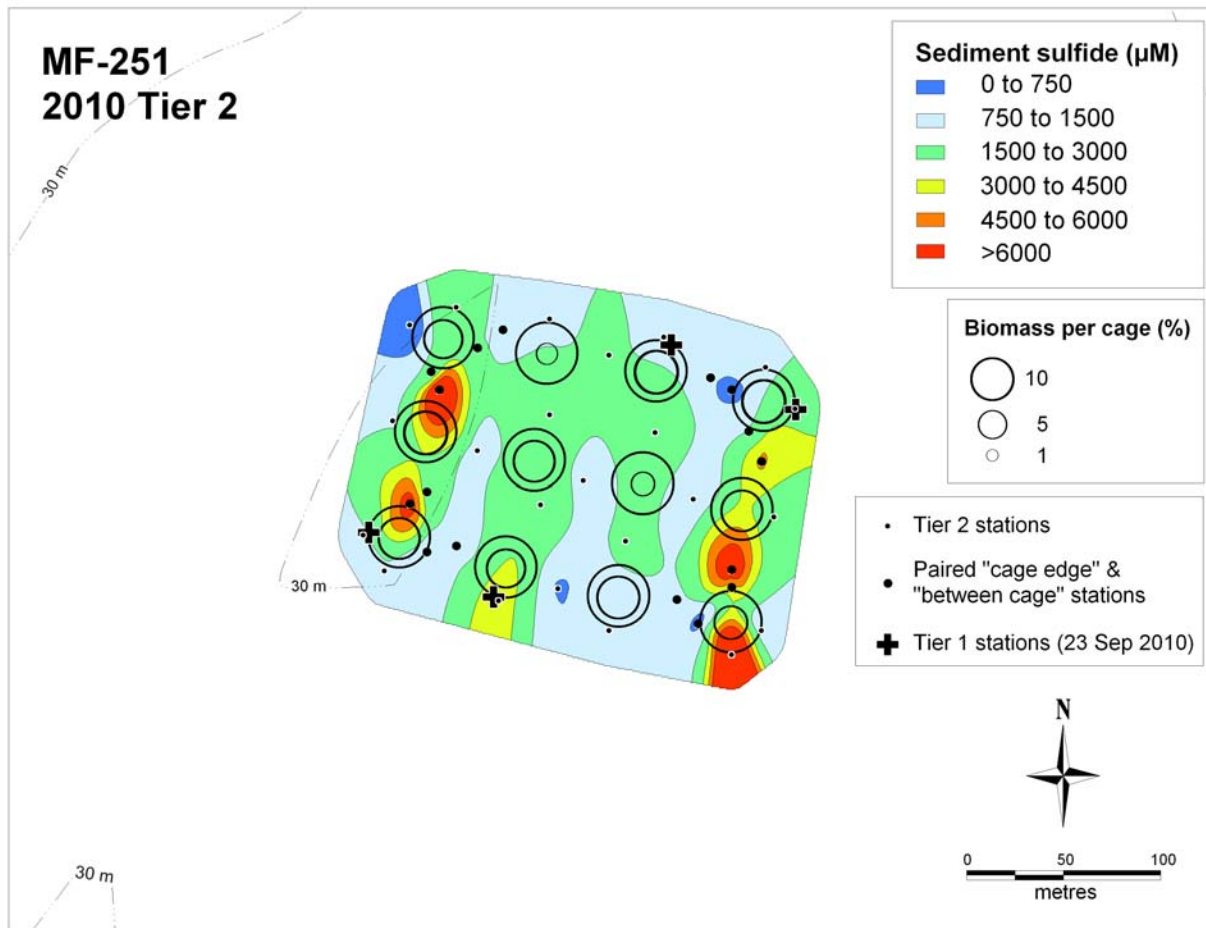 MF-251
2010 Tier 2
30 m
Sediment sulfide (µM)
0 to 750
750 to 1500
1500 to 3000
3000 to 4500
4500 to 6000
>6000
Biomass per cage (%)
10
5
1
Tier 2 stations
Paired "cage edge" &
"between cage" stations
Tier 1 stations (23 Sep 2010)
30 m
N
30 m
0 50 100
metres